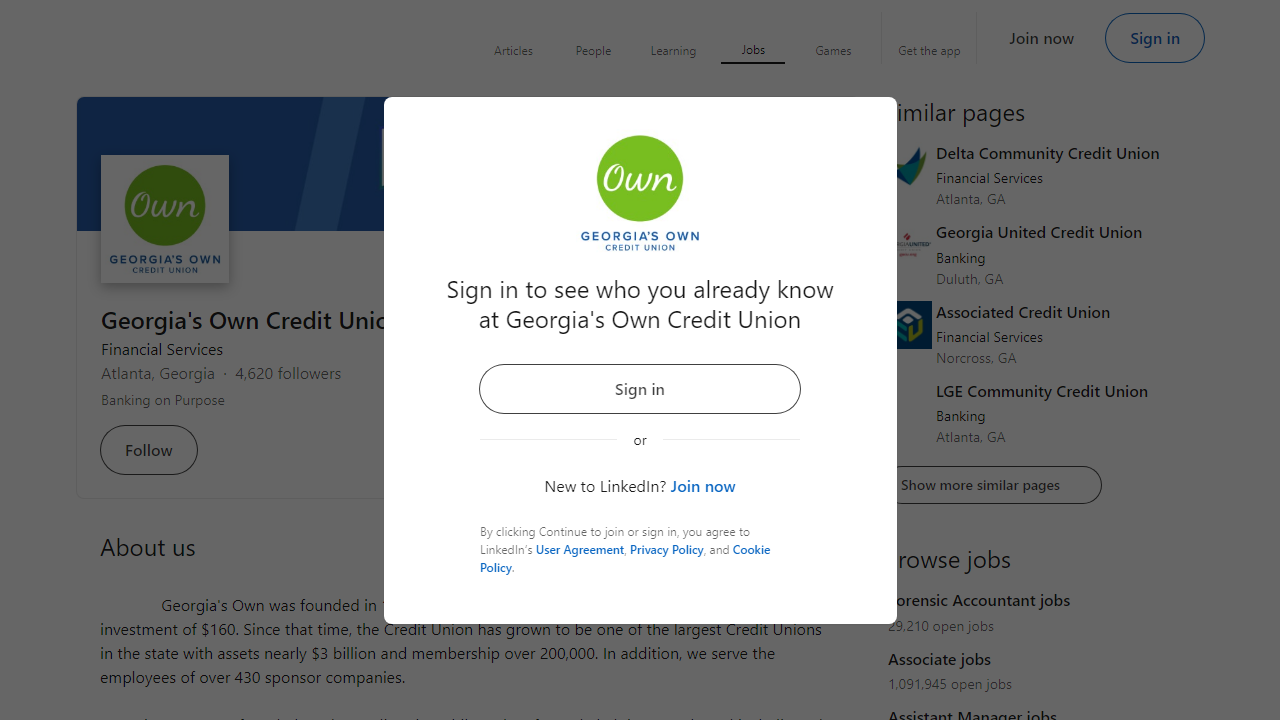 Articles
People
Learning
Jobs
Games
Get the app
Join now
Sign in
Own
GEORGIA'S OWN
CREDIT UNION
Georgia's Own Credit
Financial Services
Atlanta, Georgia · 4,620 followers
Banking on Purpose
Follow
About us
Georgia's Own was founded in
investment of $160. Since that time, the Credit Union has grown to be one of the largest Credit Unions
in the state with assets nearly $3 billion and membership over 200,000. In addition, we serve the
employees of over 430 sponsor companies.
Own
GEORGIA'S OWN
CREDIT UNION
Sign in to see who you already know
at Georgia's Own Credit Union
Sign in
or
New to LinkedIn? Join now
By clicking Continue to join or sign in, you agree to
LinkedIn's User Agreement, Privacy Policy, and Cookie
Policy.
imilar pages
Delta Community Credit Union
Financial Services
Atlanta, GA
Georgia United Credit Union
Banking
Duluth, GA
Associated Credit Union
Financial Services
Norcross, GA
LGE Community Credit Union
Banking
Atlanta, GA
Show more similar pages
rowse jobs
orensic Accountant jobs
29,210 open jobs
Associate jobs
1,091,945 open jobs
Assistant Manager jobs